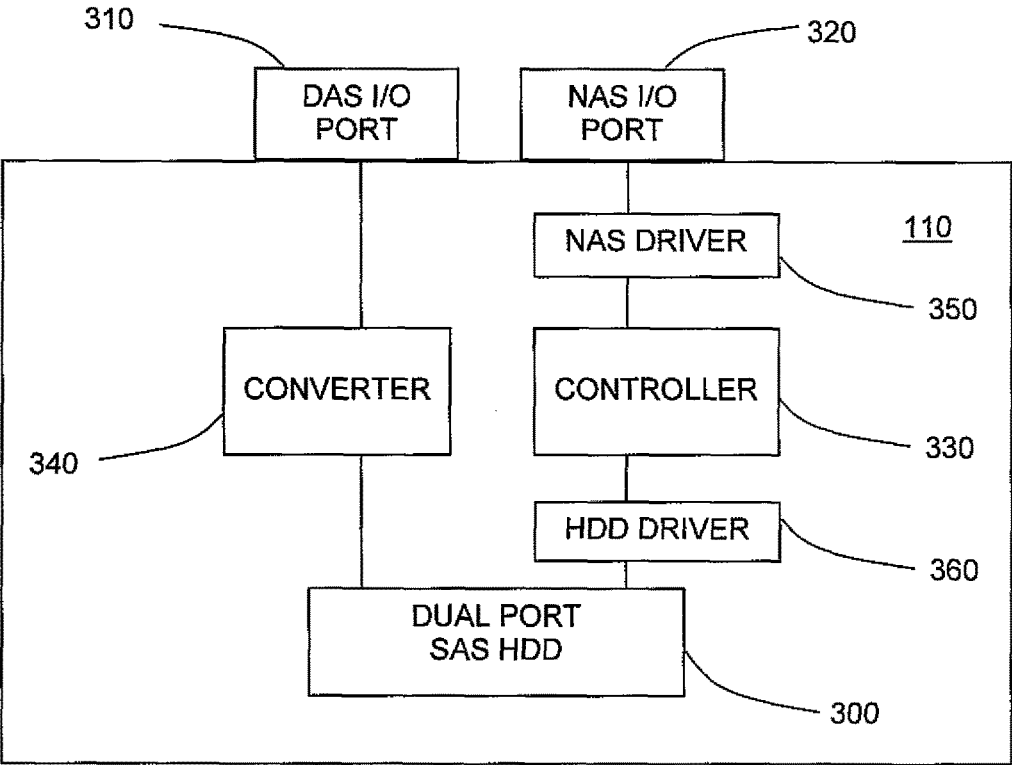 310
320
DAS I/O
PORT
NAS I/O
PORT
110
NAS DRIVER
350
CONVERTER
CONTROLLER
340
330
HDD DRIVER
360
DUAL PORT
SAS HDD
300